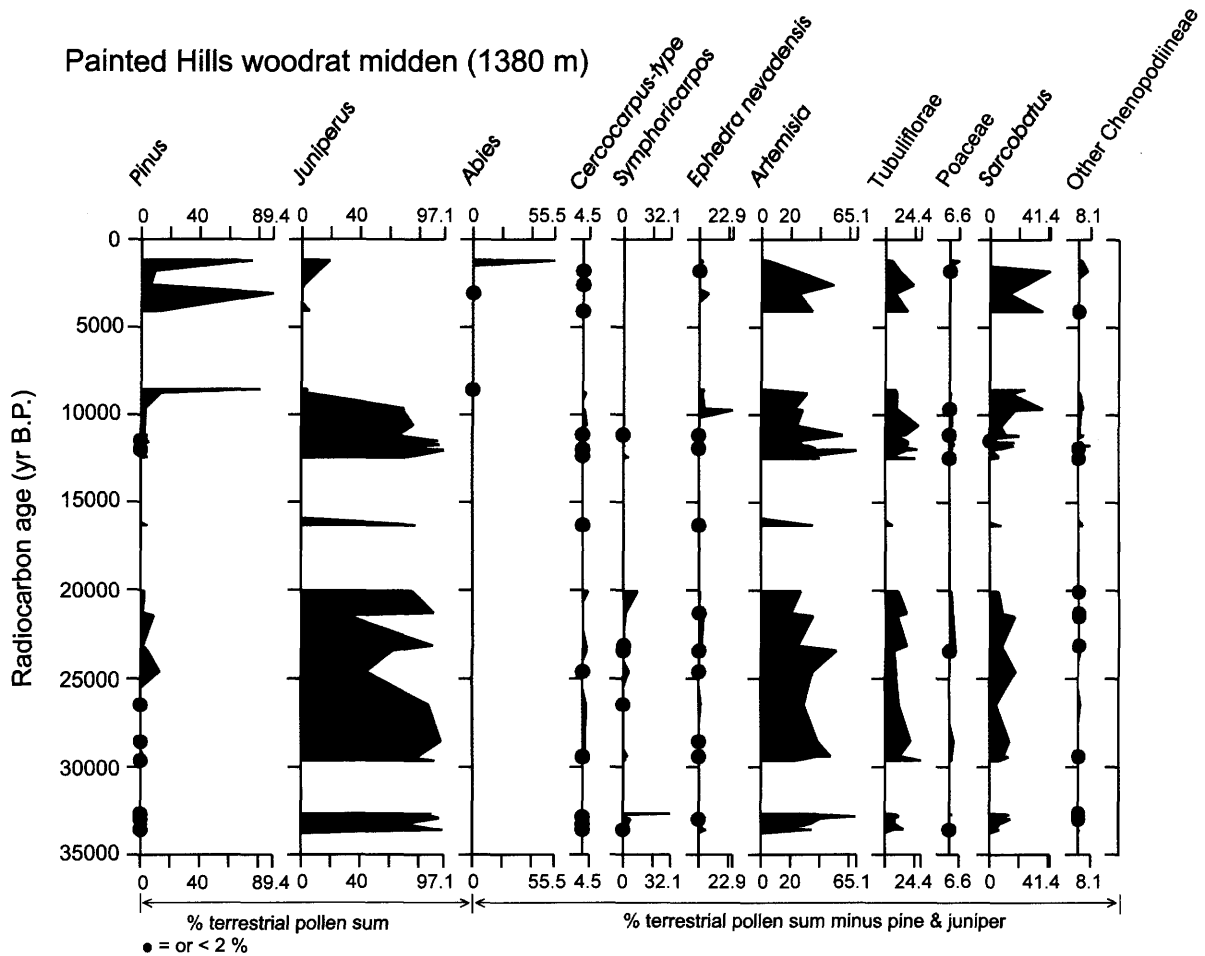 Painted Hills woodrat midden (1380 m)
Pinus
Juniperus
Abies
Cercocarpus-type
Symphoricarpos
Ephedra nevadensis
Artemisia
Tubuliflorae
Poaceae
Sarcobatus
Other Chenopodiineae
0 40 89.4 0 40 97.1 0 55.5 4.5 0 32.1 22.9 0 20 65.1 24.4 6.6 0 41.4 8.1
Radiocarbon age (yr B.P.)
0
5000
10000
15000
20000
25000
30000
35000
0 40 89.4 0 40 97.1 0 55.5 4.5 0 32.1 22.9 0 20 65.1 24.4 6.6 0 41.4 8.1
% terrestrial pollen sum
% terrestrial pollen sum minus pine & juniper
● = or < 2 %